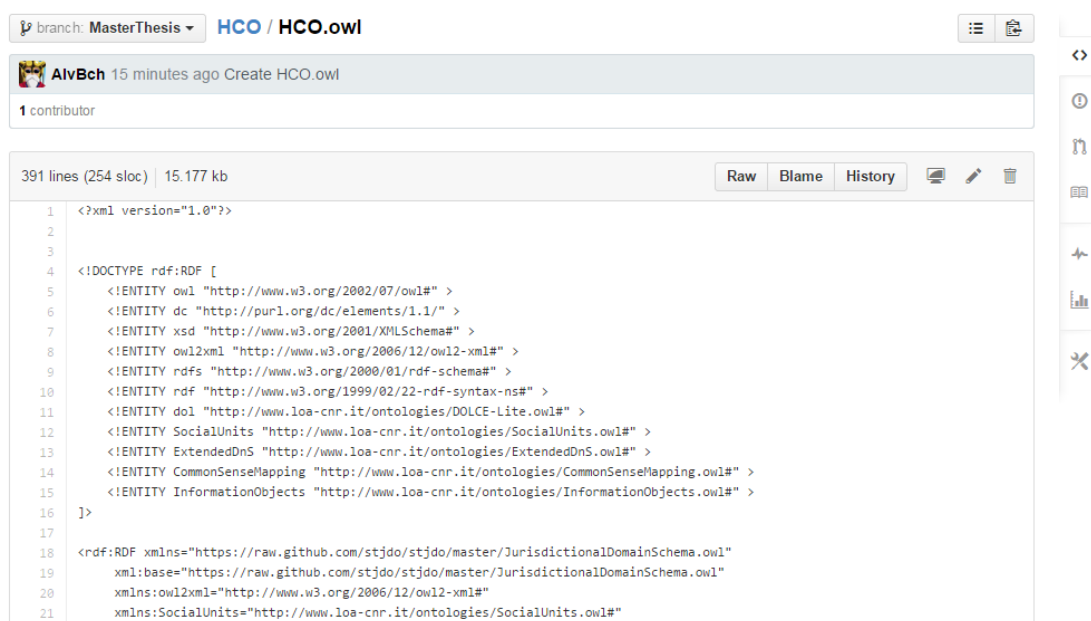 branch: MasterThesis HCO / HCO.owl
AlvBch 15 minutes ago Create HCO.owl
1 contributor
391 lines (254 sloc) 15.177 kb Raw Blame History
1 <?xml version="1.0"?>
2
3
4 <!DOCTYPE rdf:RDF [
5 <!ENTITY owl "http://www.w3.org/2002/07/owl#" >
6 <!ENTITY dc "http://purl.org/dc/elements/1.1/" >
7 <!ENTITY xsd "http://www.w3.org/2001/XMLSchema#" >
8 <!ENTITY owl2xml "http://www.w3.org/2006/12/owl2-xml#" >
9 <!ENTITY rdfs "http://www.w3.org/2000/01/rdf-schema#" >
10 <!ENTITY rdf "http://www.w3.org/1999/02/22-rdf-syntax-ns#" >
11 <!ENTITY dol "http://www.loa-cnr.it/ontologies/DOLCE-Lite.owl#" >
12 <!ENTITY SocialUnits "http://www.loa-cnr.it/ontologies/SocialUnits.owl#" >
13 <!ENTITY ExtendedDnS "http://www.loa-cnr.it/ontologies/ExtendedDnS.owl#" >
14 <!ENTITY CommonSenseMapping "http://www.loa-cnr.it/ontologies/CommonSenseMapping.owl#" >
15 <!ENTITY InformationObjects "http://www.loa-cnr.it/ontologies/InformationObjects.owl#" >
16 ]>
17
18 <rdf:RDF xmlns="https://raw.github.com/stjdo/stjdo/master/JurisdictionalDomainSchema.owl"
19 xml:base="https://raw.github.com/stjdo/stjdo/master/JurisdictionalDomainSchema.owl"
20 xmlns:owl2xml="http://www.w3.org/2006/12/owl2-xml#"
21 xmlns:SocialUnits="http://www.loa-cnr.it/ontologies/SocialUnits.owl#"